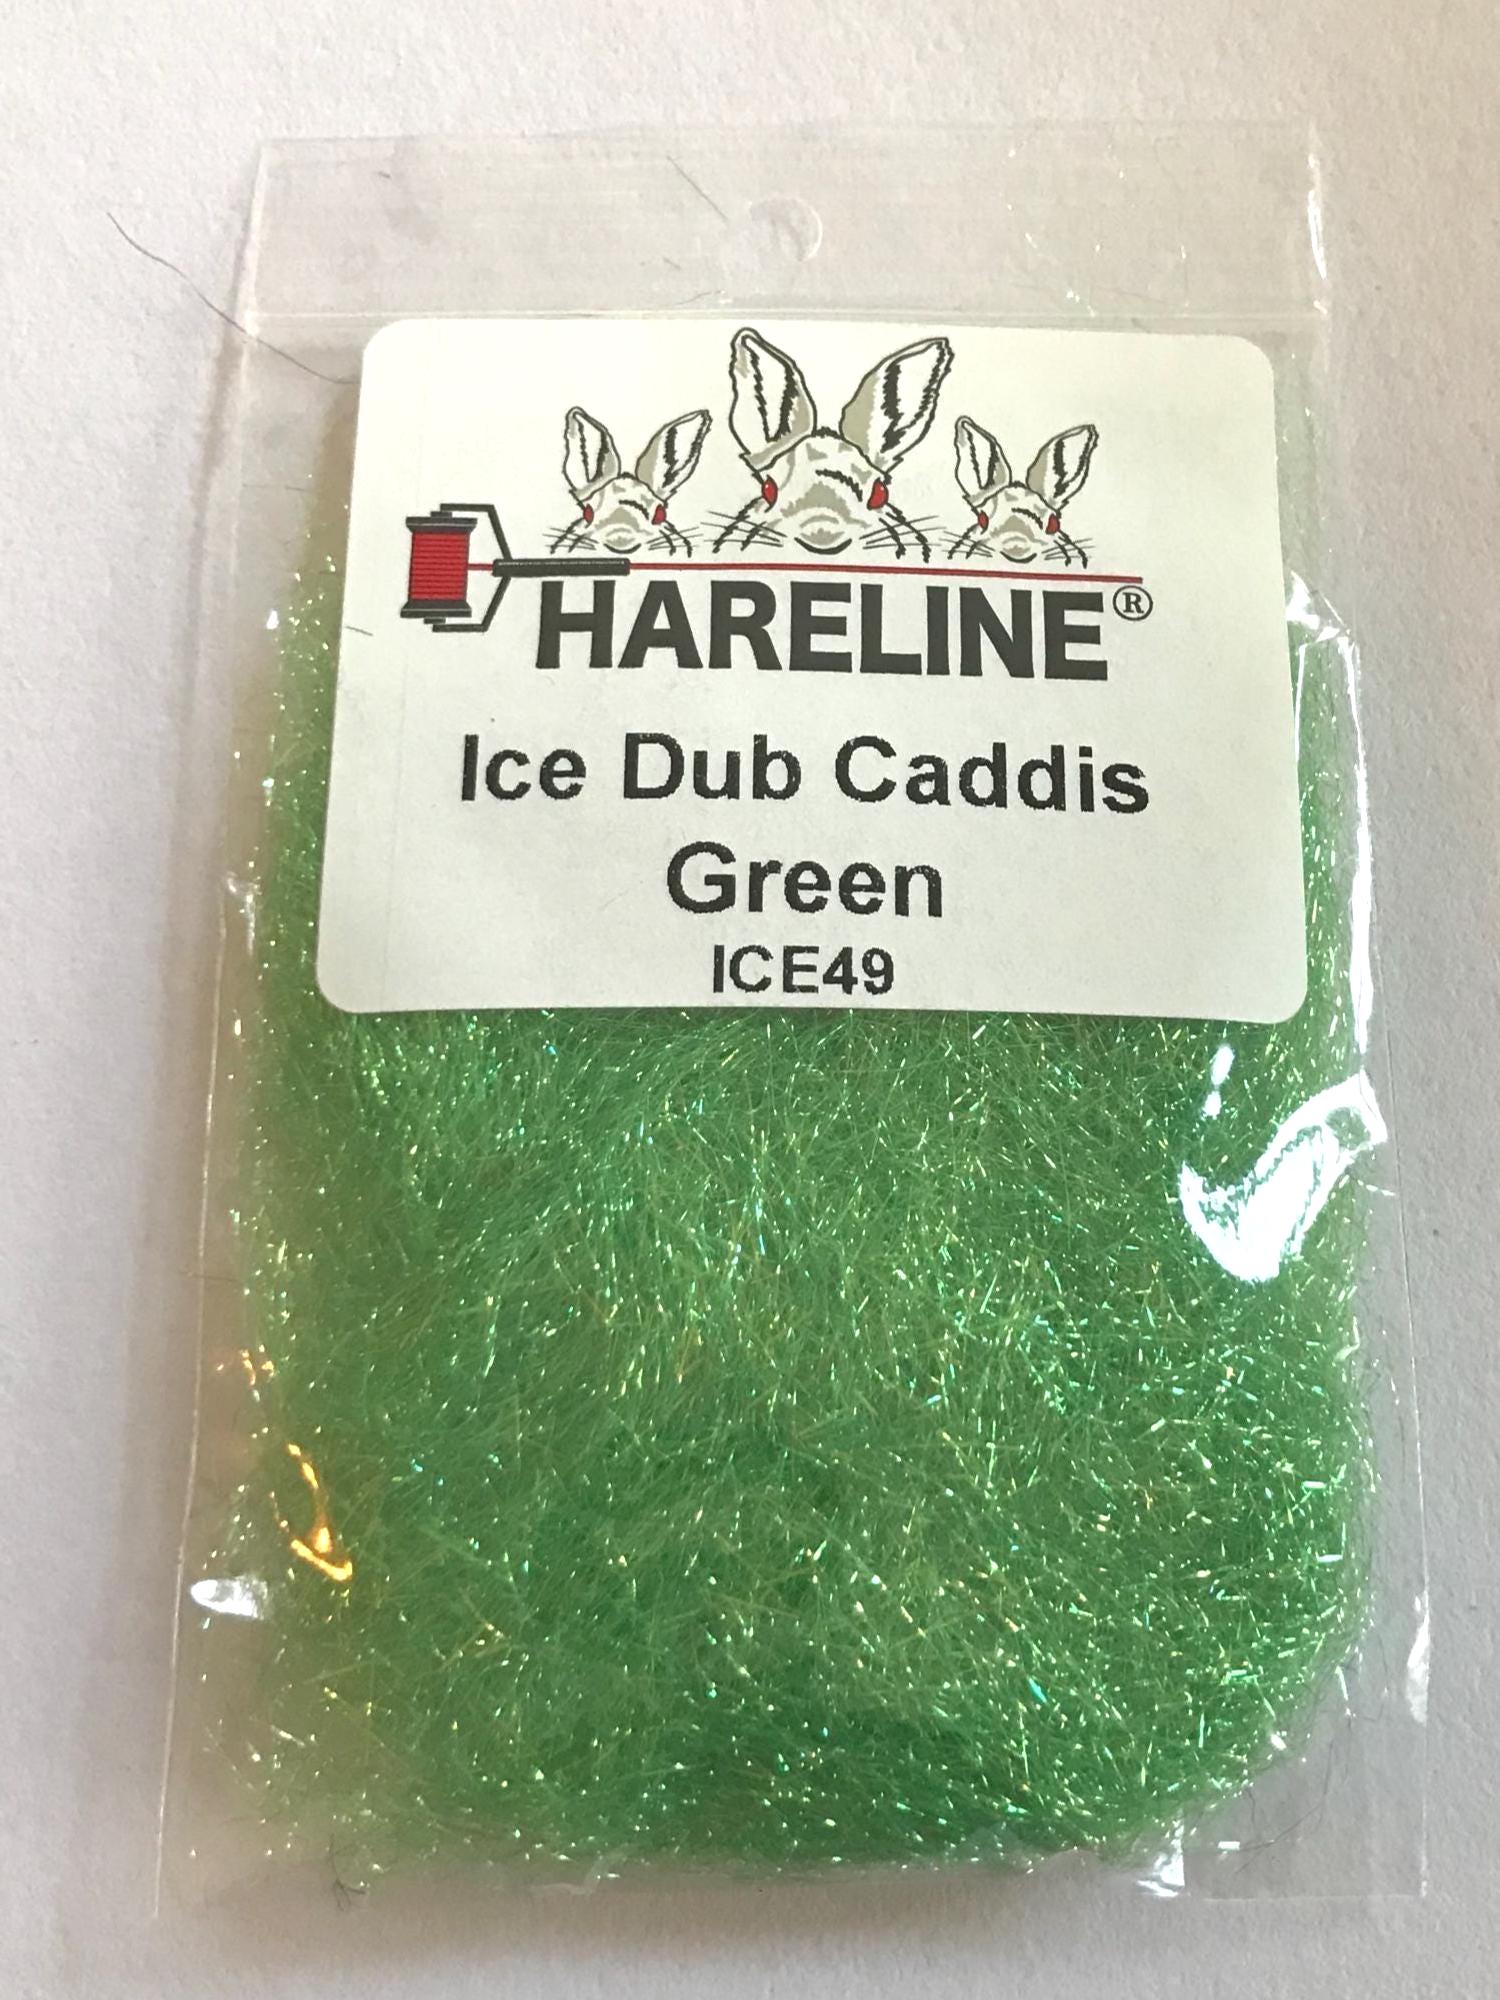 HARELINE®
Ice Dub Caddis
Green
ICE49